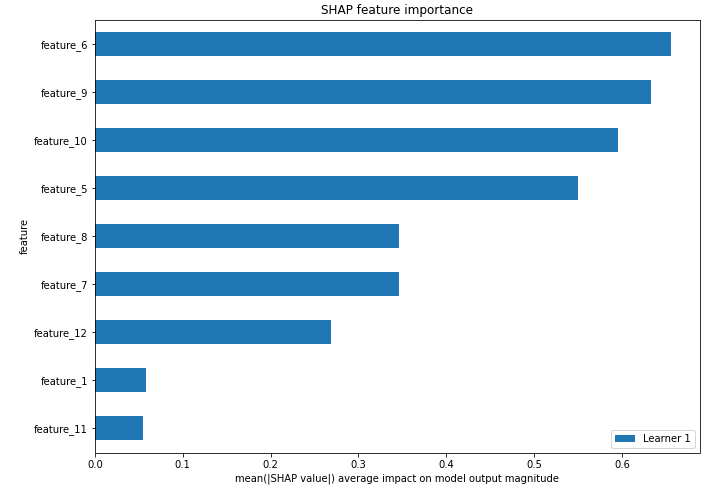 SHAP feature importance
feature_6
feature_9
feature_10
feature_5
feature_8
feature_7
feature_12
feature_1
feature_11
feature
0.0 0.1 0.2 0.3 0.4 0.5 0.6
mean(|SHAP value|) average impact on model output magnitude
Learner 1